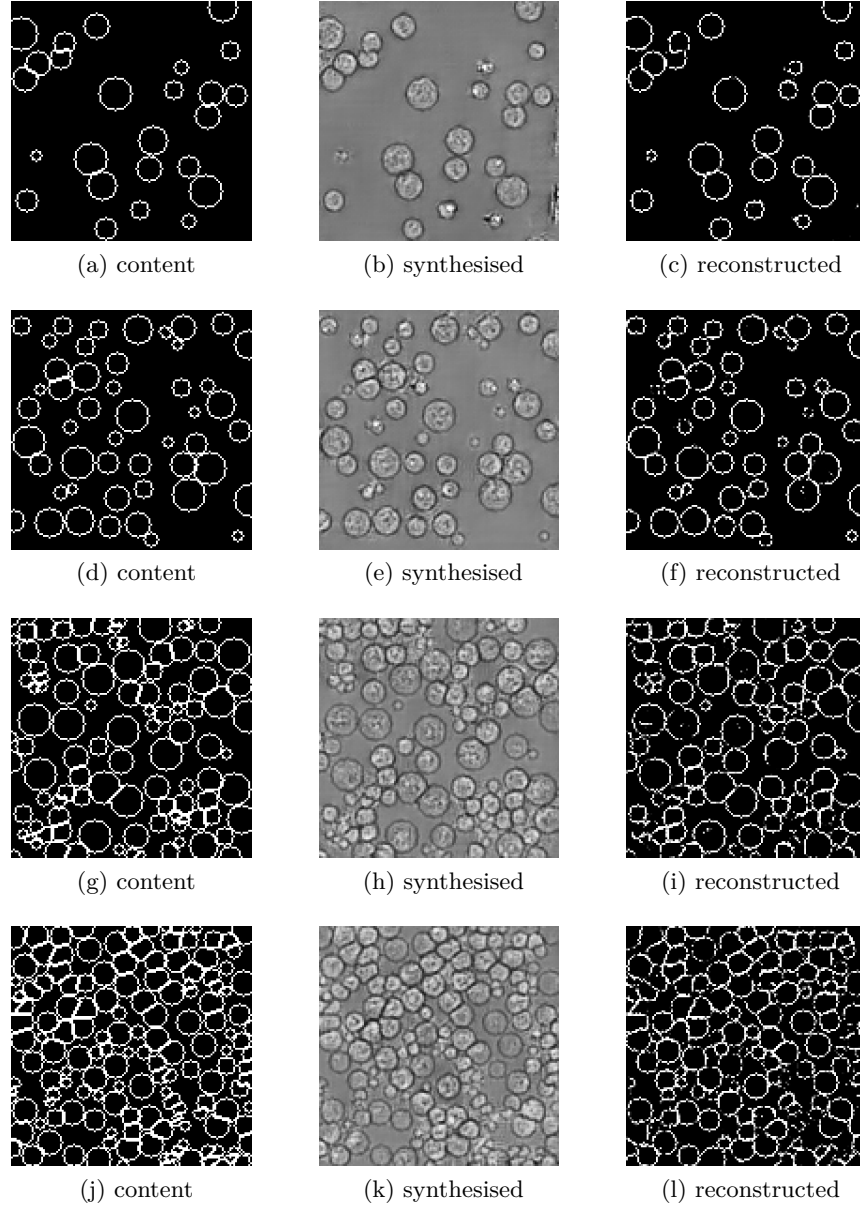 (a) content
(b) synthesised
(c) reconstructed
(d) content
(e) synthesised
(f) reconstructed
(g) content
(h) synthesised
(i) reconstructed
(j) content
(k) synthesised
(l) reconstructed